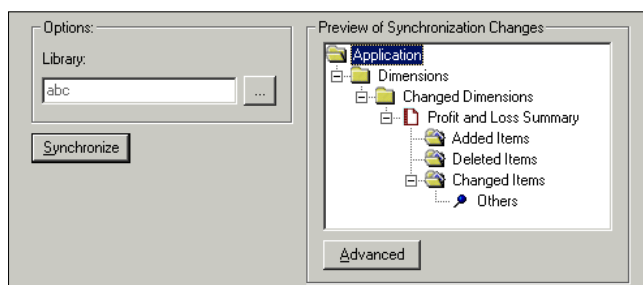 Options:
Library:
abc
...
Synchronize
Preview of Synchronization Changes
Application
Dimensions
Changed Dimensions
Profit and Loss Summary
Added Items
Deleted Items
Changed Items
Others
Advanced